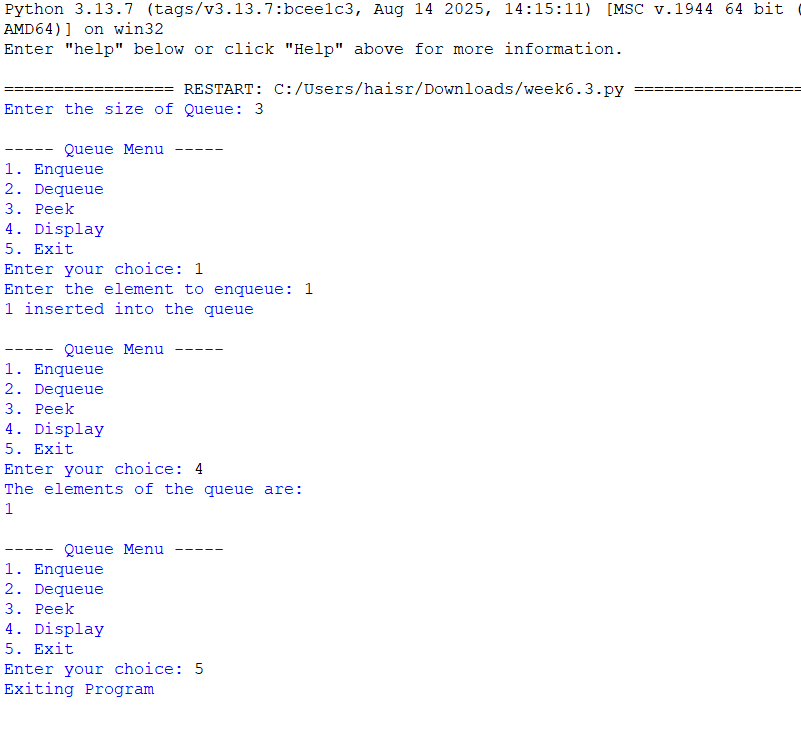 Python 3.13.7 (tags/v3.13.7:bcee1c3, Aug 14 2025, 14:15:11) [MSC v.1944 64 bit (
AMD64)] on win32
Enter "help" below or click "Help" above for more information.
================= RESTART: C:/Users/haisr/Downloads/week6.3.py =================
Enter the size of Queue: 3
----- Queue Menu -----
1. Enqueue
2. Dequeue
3. Peek
4. Display
5. Exit
Enter your choice: 1
Enter the element to enqueue: 1
1 inserted into the queue
----- Queue Menu -----
1. Enqueue
2. Dequeue
3. Peek
4. Display
5. Exit
Enter your choice: 4
The elements of the queue are:
1
----- Queue Menu -----
1. Enqueue
2. Dequeue
3. Peek
4. Display
5. Exit
Enter your choice: 5
Exiting Program